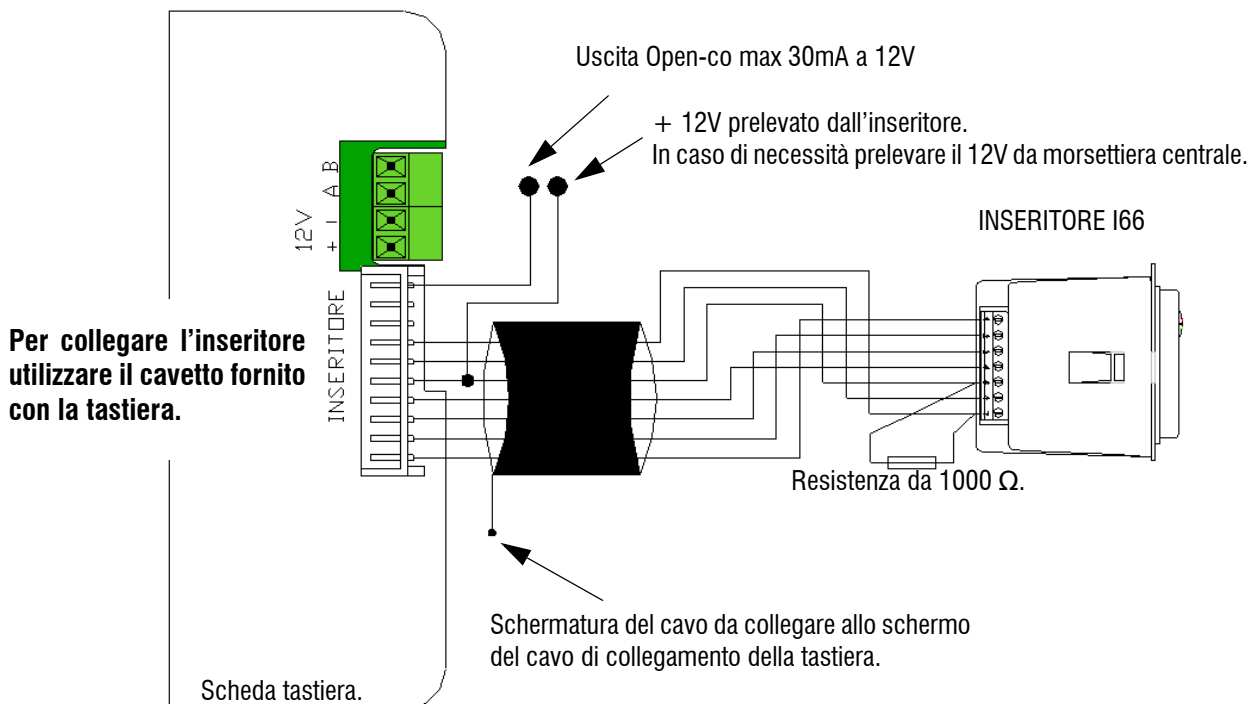 Uscita Open-co max 30mA a 12V
+ 12V prelevato dall'inseritore.
In caso di necessità prelevare il 12V da morsettiera centrale.
INSERITORE I66
12V
+ – A B
INSERITORE
Per collegare l'inseritore
utilizzare il cavetto fornito
con la tastiera.
Resistenza da 1000 Ω.
Schermatura del cavo da collegare allo schermo
del cavo di collegamento della tastiera.
Scheda tastiera.